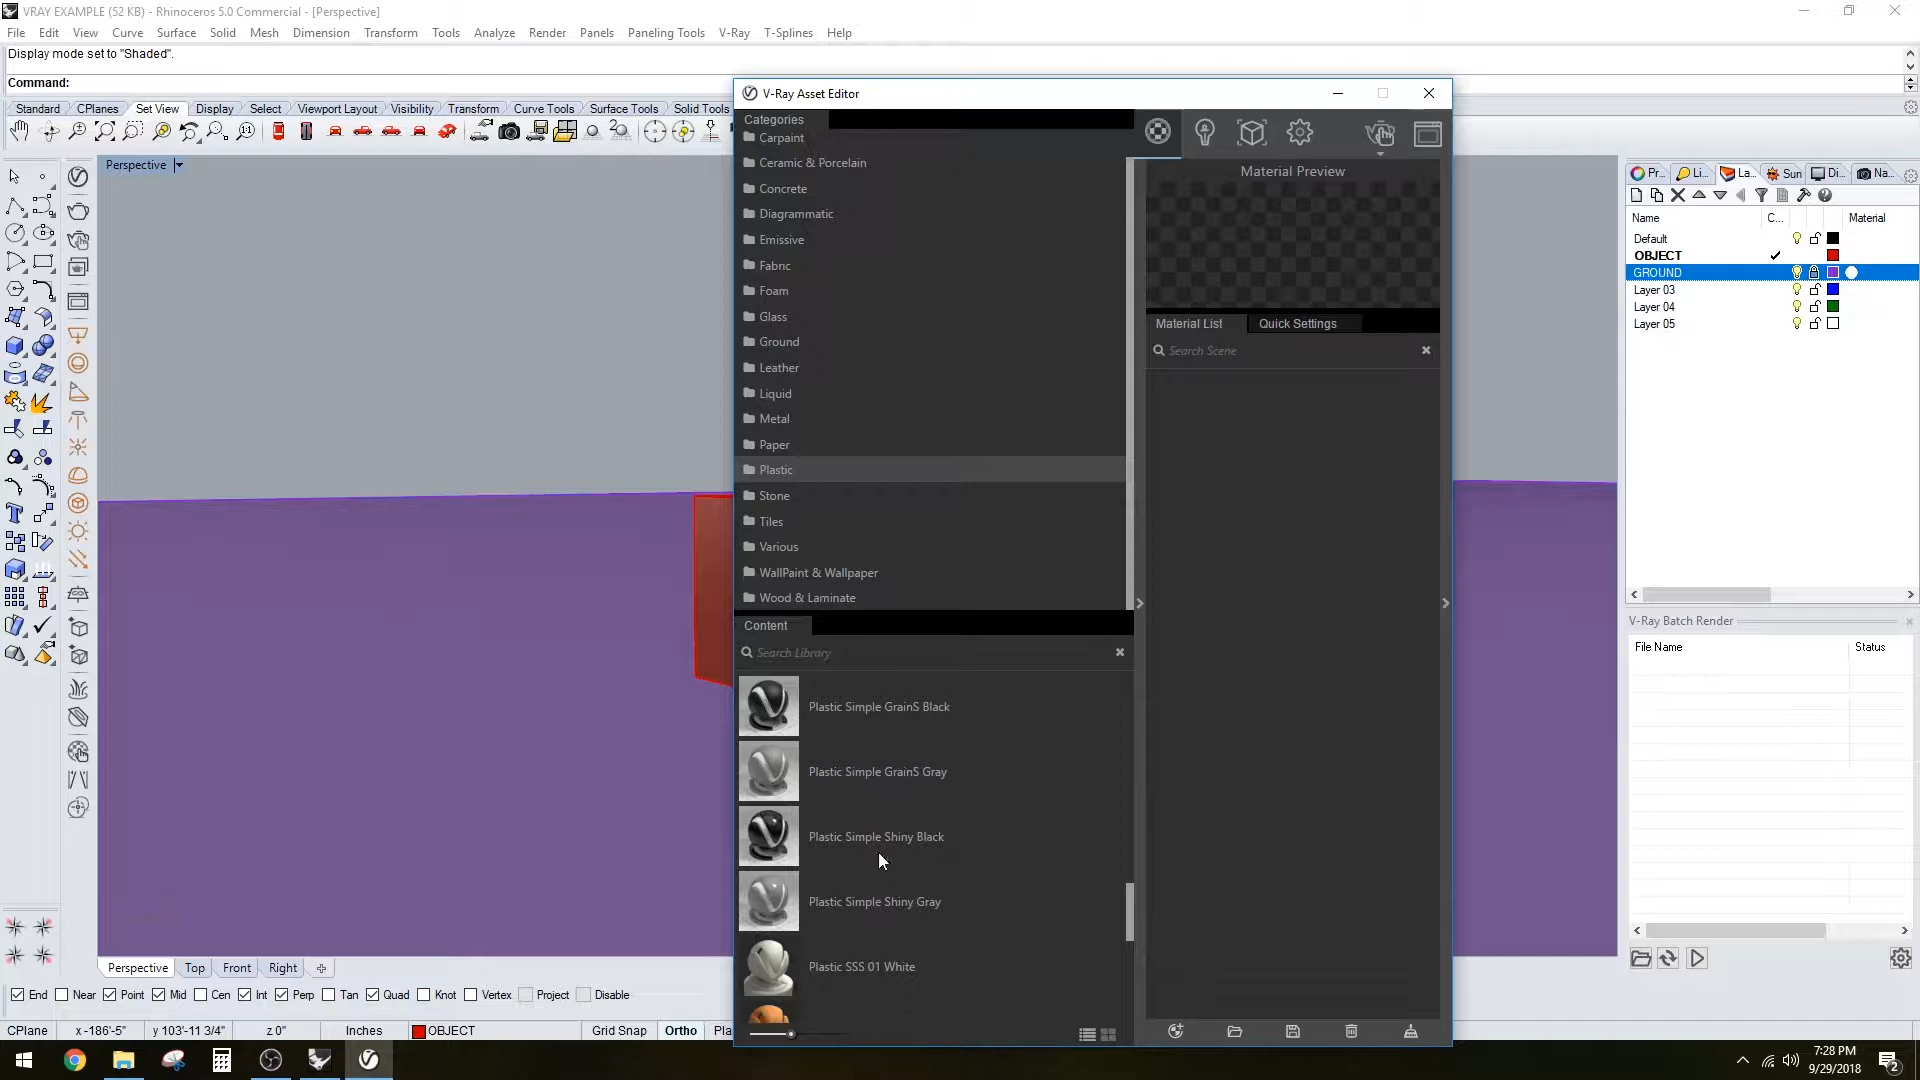 VRAY EXAMPLE (52 KB) - Rhinoceros 5.0 Commercial - [Perspective]
File Edit View Curve Surface Solid Mesh Dimension Transform Tools Analyze Render Panels Paneling Tools V-Ray T-Splines Help
Display mode set to "Shaded".
Command:
Standard CPlanes Set View Display Select Viewport Layout Visibility Transform Curve Tools Surface Tools Solid Tools
Perspective
V-Ray Asset Editor
Categories
Carpaint
Ceramic & Porcelain
Concrete
Diagrammatic
Emissive
Fabric
Foam
Glass
Ground
Leather
Liquid
Metal
Paper
Plastic
Stone
Tiles
Various
WallPaint & Wallpaper
Wood & Laminate
Content
Search Library
Plastic Simple GrainS Black
Plastic Simple GrainS Gray
Plastic Simple Shiny Black
Plastic Simple Shiny Gray
Plastic SSS 01 White
Material Preview
Material List Quick Settings
Search Scene
Pr... Li... La... Sun Di... Na...
Name C... Material
Default
OBJECT
GROUND
Layer 03
Layer 04
Layer 05
V-Ray Batch Render
File Name Status
Perspective Top Front Right
End Near Point Mid Cen Int Perp Tan Quad Knot Vertex Project Disable
CPlane x -186'-5" y 103'-11 3/4" z 0" Inches OBJECT Grid Snap Ortho Pla
7:28 PM
9/29/2018
2